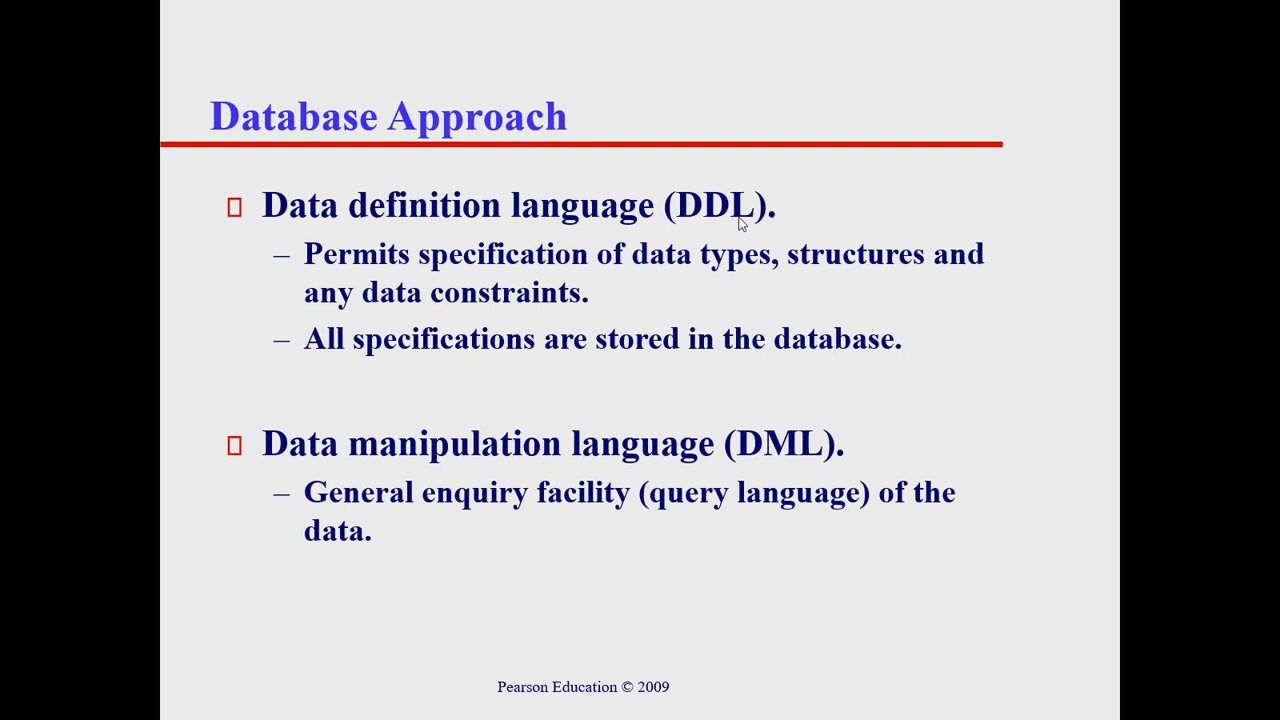 Database Approach
Data definition language (DDL).
– Permits specification of data types, structures and
any data constraints.
– All specifications are stored in the database.
Data manipulation language (DML).
– General enquiry facility (query language) of the
data.
Pearson Education © 2009